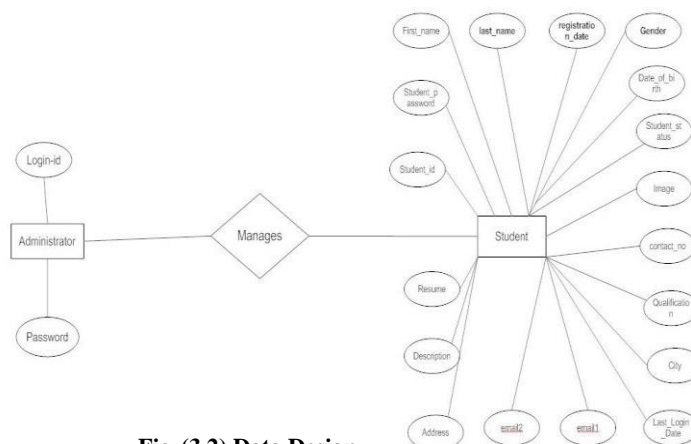 First_name
last_name
registratio
n_date
Gender
Date_of_bi
rth
Student_p
assword
Student_st
atus
Login-id
Student_id
Image
Administrator
Manages
Student
contact_no
Resume
Qualificatio
n
Password
Description
City
Address
email2
email1
Last_Login
_Date
Fig. (3.2) Data Design